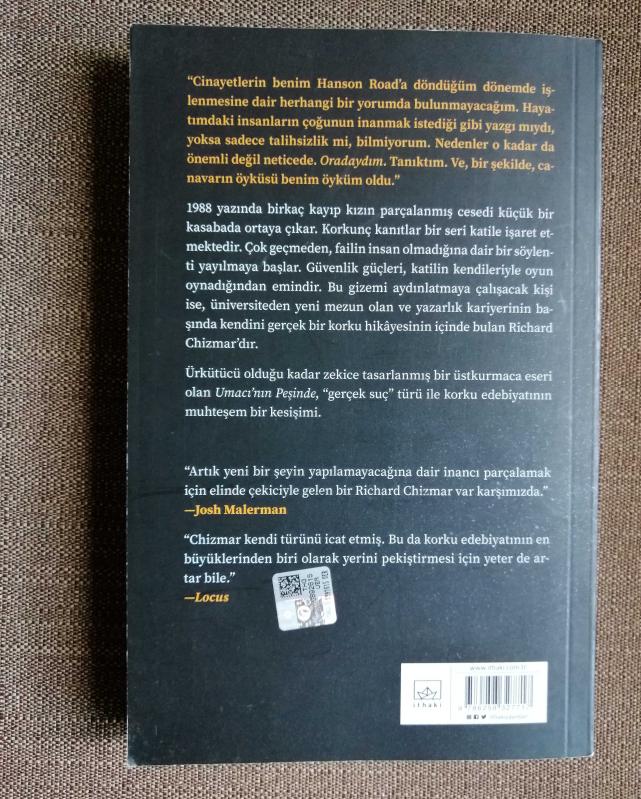 “Cinayetlerin benim Hanson Road’a döndüğüm dönemde iş-
lenmesine dair herhangi bir yorumda bulunmayacağım. Haya-
tımdaki insanların çoğunun inanmak istediği gibi yazgı mıydı,
yoksa sadece talihsizlik mi, bilmiyorum. Nedenler o kadar da
önemli değil neticede. Oradaydım. Tanıktım. Ve, bir şekilde, ca-
navarın öyküsü benim öyküm oldu.”
1988 yazında birkaç kayıp kızın parçalanmış cesedi küçük bir
kasabada ortaya çıkar. Korkunç kanıtlar bir seri katile işaret et-
mektedir. Çok geçmeden, failin insan olmadığına dair bir söylen-
ti yayılmaya başlar. Güvenlik güçleri, katilin kendileriyle oyun
oynadığından emindir. Bu gizemi aydınlatmaya çalışacak kişi
ise, üniversiteden yeni mezun olan ve yazarlık kariyerinin ba-
şında kendini gerçek bir korku hikâyesinin içinde bulan Richard
Chizmar’dır.
Ürkütücü olduğu kadar zekice tasarlanmış bir üstkurmaca eseri
olan Umacı’nın Peşinde, “gerçek suç” türü ile korku edebiyatının
muhteşem bir kesişimi.
“Artık yeni bir şeyin yapılamayacağına dair inancı parçalamak
için elinde çekiciyle gelen bir Richard Chizmar var karşımızda.”
—Josh Malerman
“Chizmar kendi türünü icat etmiş. Bu da korku edebiyatının en
büyüklerinden biri olarak yerini pekiştirmesi için yeter de ar-
tar bile.”
—Locus
www.ithaki.com.tr
ithaki